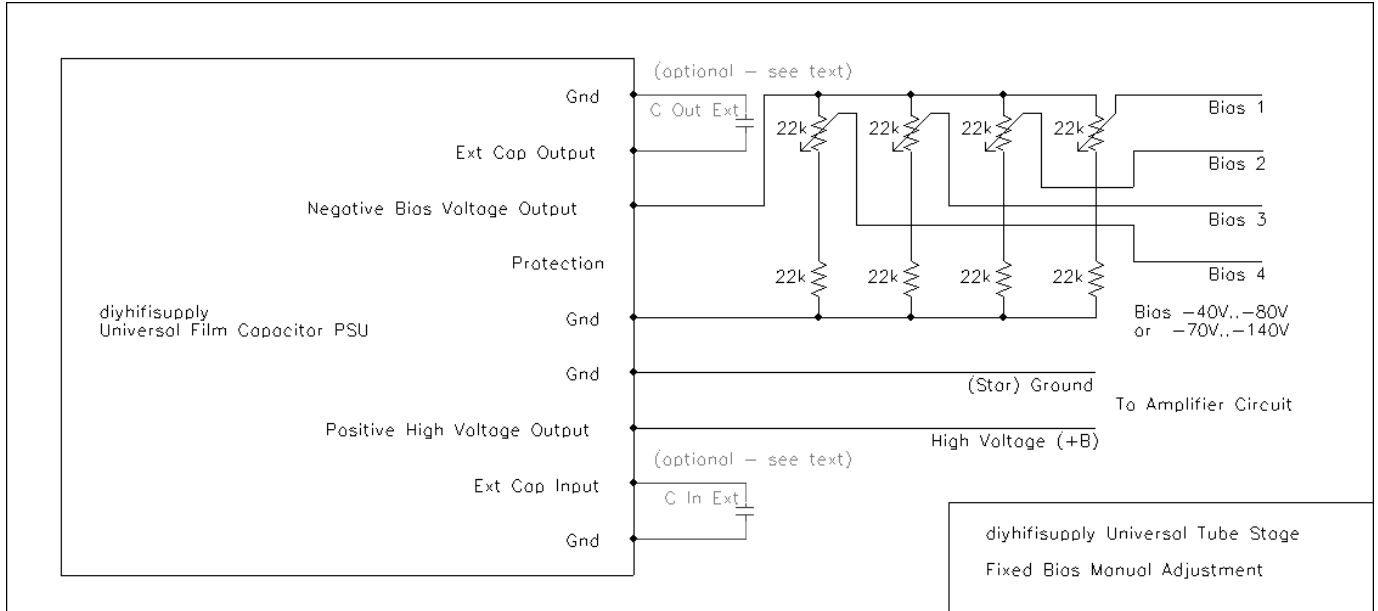 (optional – see text)
Gnd
C Out Ext
Bias 1
22k
22k
22k
22k
Ext Cap Output
Bias 2
Negative Bias Voltage Output
Bias 3
Protection
22k
22k
22k
22k
Bias 4
diyhifisupply
Universal Film Capacitor PSU
Gnd
Bias –40V..–80V
or –70V..–140V
Gnd
(Star) Ground
To Amplifier Circuit
Positive High Voltage Output
High Voltage (+B)
(optional – see text)
Ext Cap Input
C In Ext
Gnd
diyhifisupply Universal Tube Stage
Fixed Bias Manual Adjustment